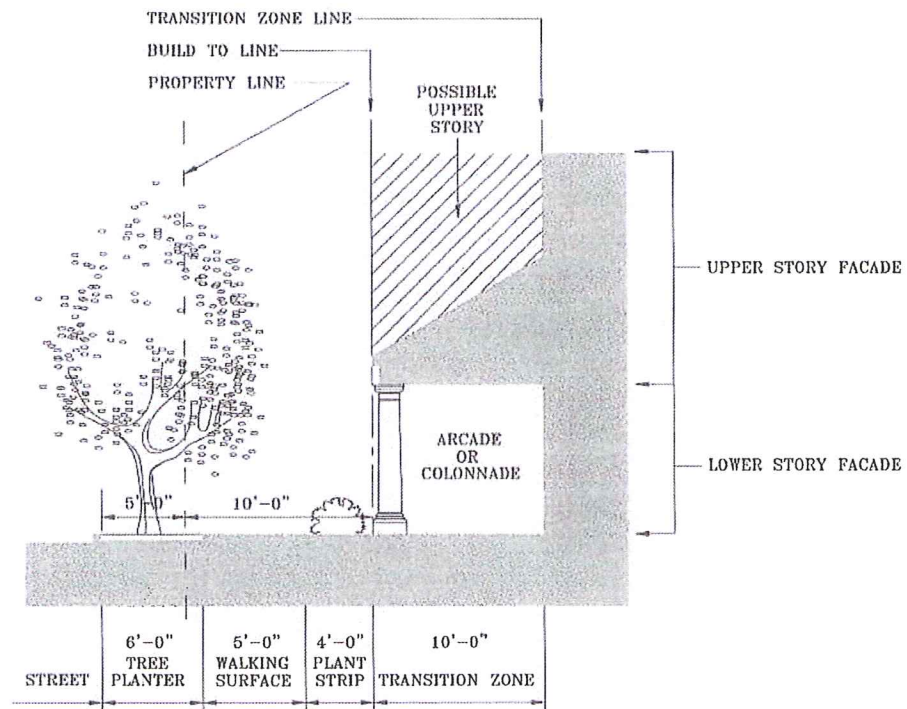 TRANSITION ZONE LINE
BUILD TO LINE
PROPERTY LINE
POSSIBLE
UPPER
STORY
UPPER STORY FACADE
ARCADE
OR
COLONNADE
LOWER STORY FACADE
5'-0" 10'-0"
6'-0" 5'-0" 4'-0" 10'-0"
TREE WALKING PLANT
STREET PLANTER SURFACE STRIP TRANSITION ZONE